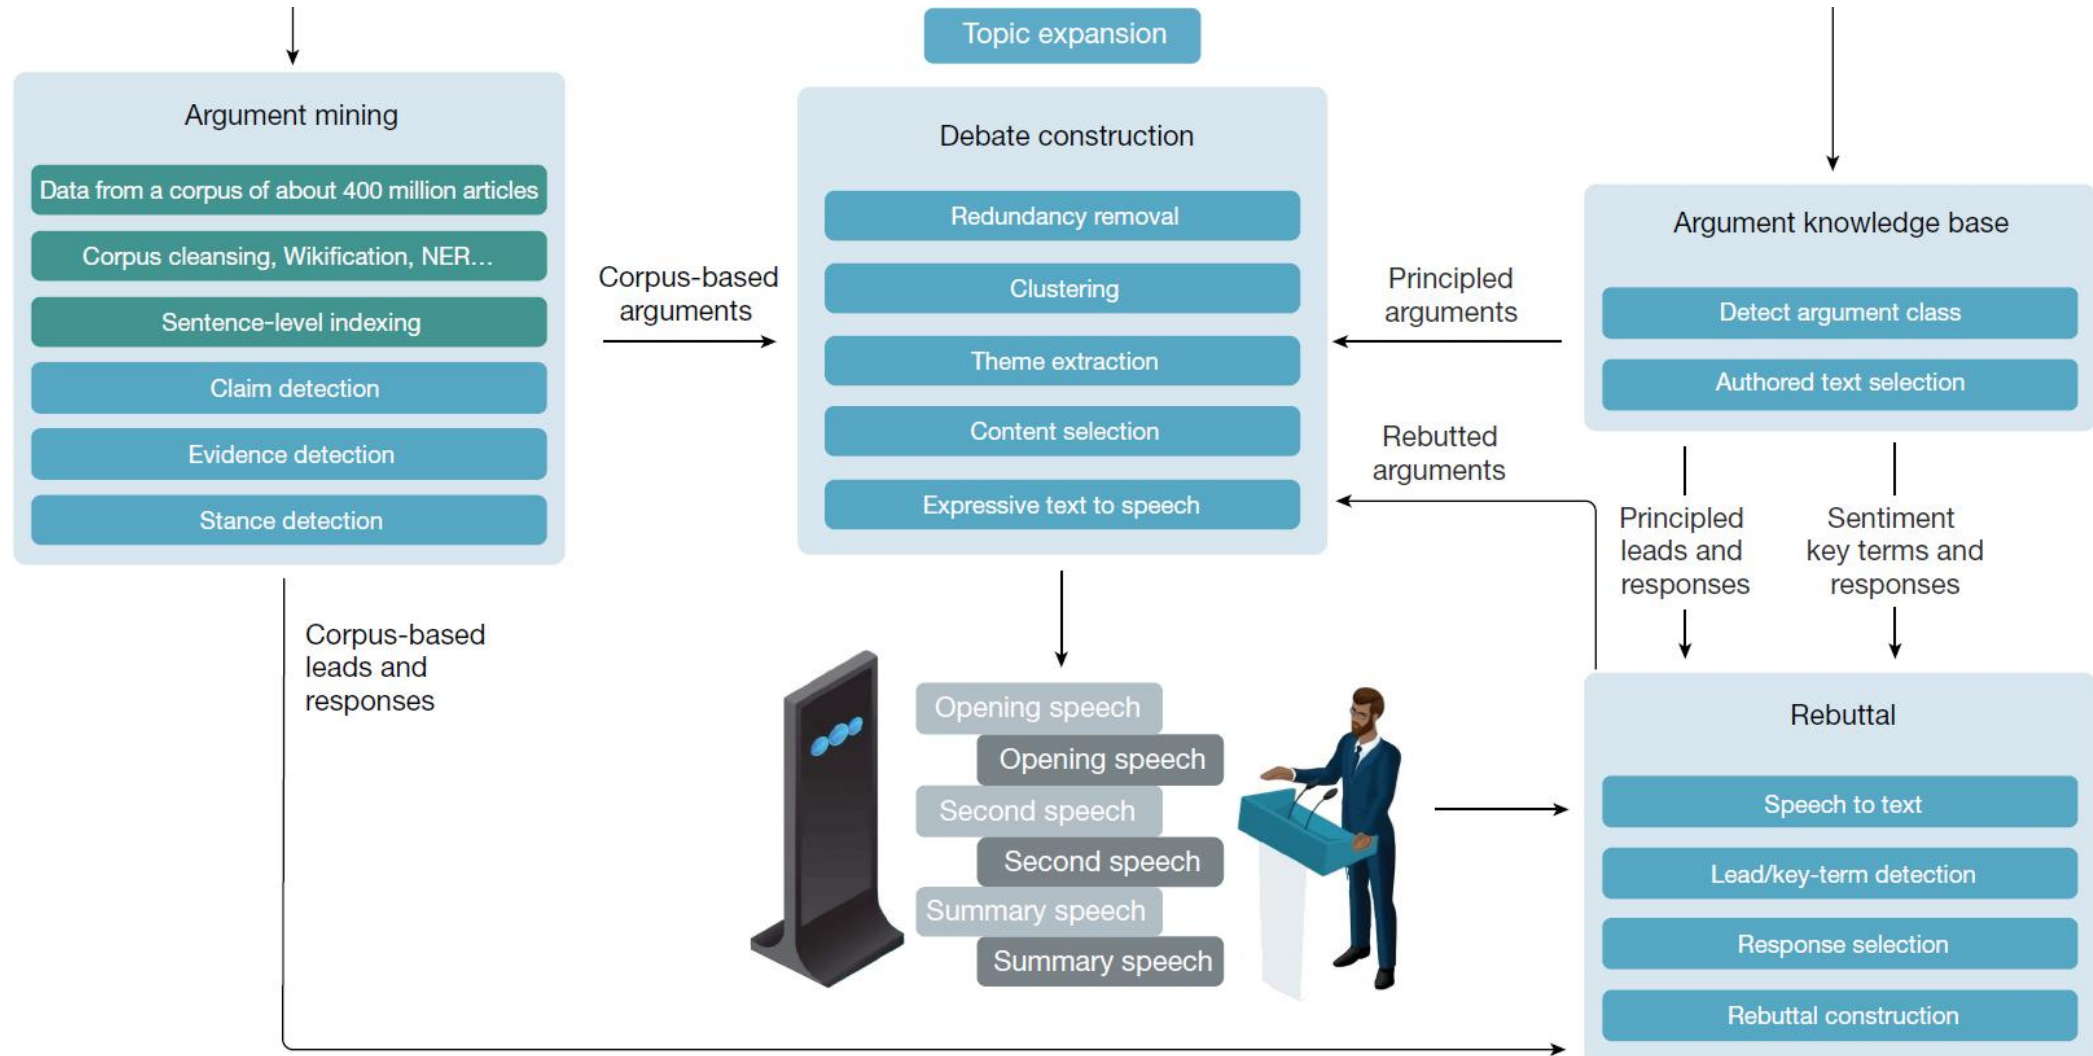 Topic expansion
Argument mining
Data from a corpus of about 400 million articles
Corpus cleansing, Wikification, NER...
Sentence-level indexing
Claim detection
Evidence detection
Stance detection
Corpus-based
arguments
Debate construction
Redundancy removal
Clustering
Theme extraction
Content selection
Expressive text to speech
Principled
arguments
Rebutted
arguments
Argument knowledge base
Detect argument class
Authored text selection
Principled
leads and
responses
Sentiment
key terms and
responses
Corpus-based
leads and
responses
Opening speech
Opening speech
Second speech
Second speech
Summary speech
Summary speech
Rebuttal
Speech to text
Lead/key-term detection
Response selection
Rebuttal construction